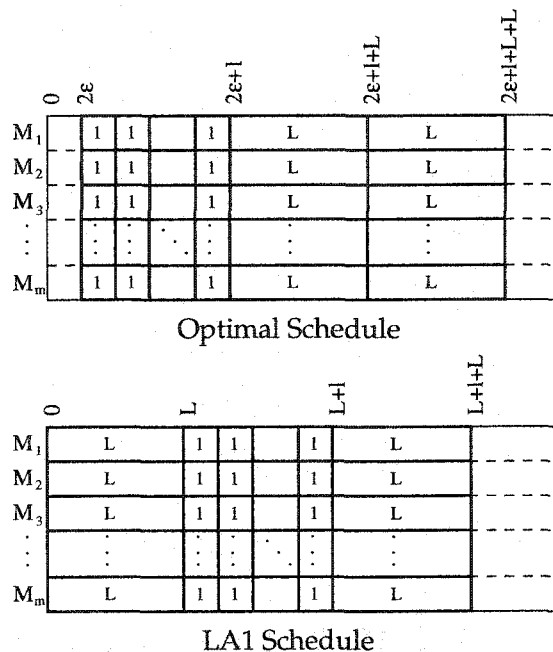 0 2ε 2ε+l 2ε+l+L 2ε+l+L+L
M₁ 1 1 1 L L
M₂ 1 1 1 L L
M₃ 1 1 1 L L
⋮ ⋮ ⋮ ⋱ ⋮ ⋮ ⋮
Mₘ 1 1 1 L L
Optimal Schedule
0 L L+l L+l+L
M₁ L 1 1 1 L
M₂ L 1 1 1 L
M₃ L 1 1 1 L
⋮ ⋮ ⋮ ⋮ ⋱ ⋮ ⋮
Mₘ L 1 1 1 L
LA1 Schedule